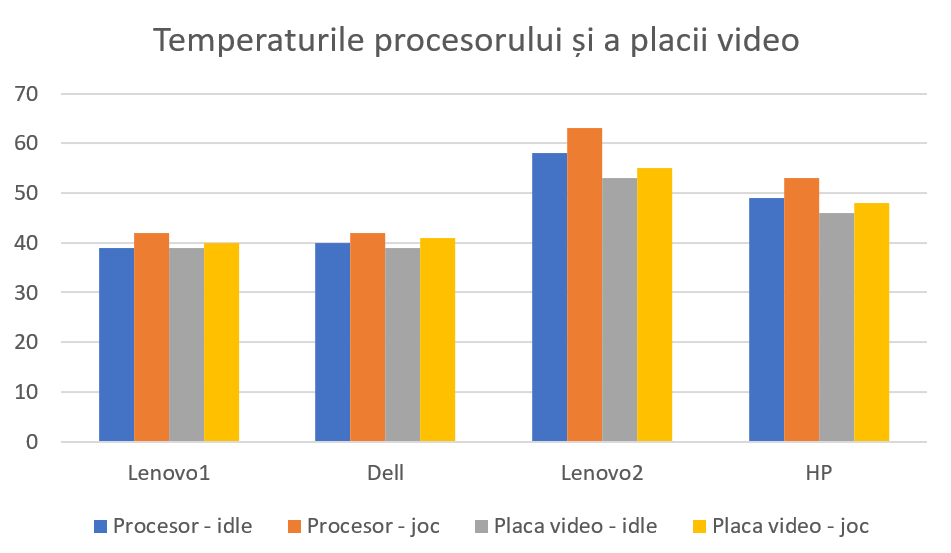 Temperaturile procesorului și a placii video
70
60
50
40
30
20
10
0
Lenovo1 Dell Lenovo2 HP
Procesor - idle Procesor - joc Placa video - idle Placa video - joc